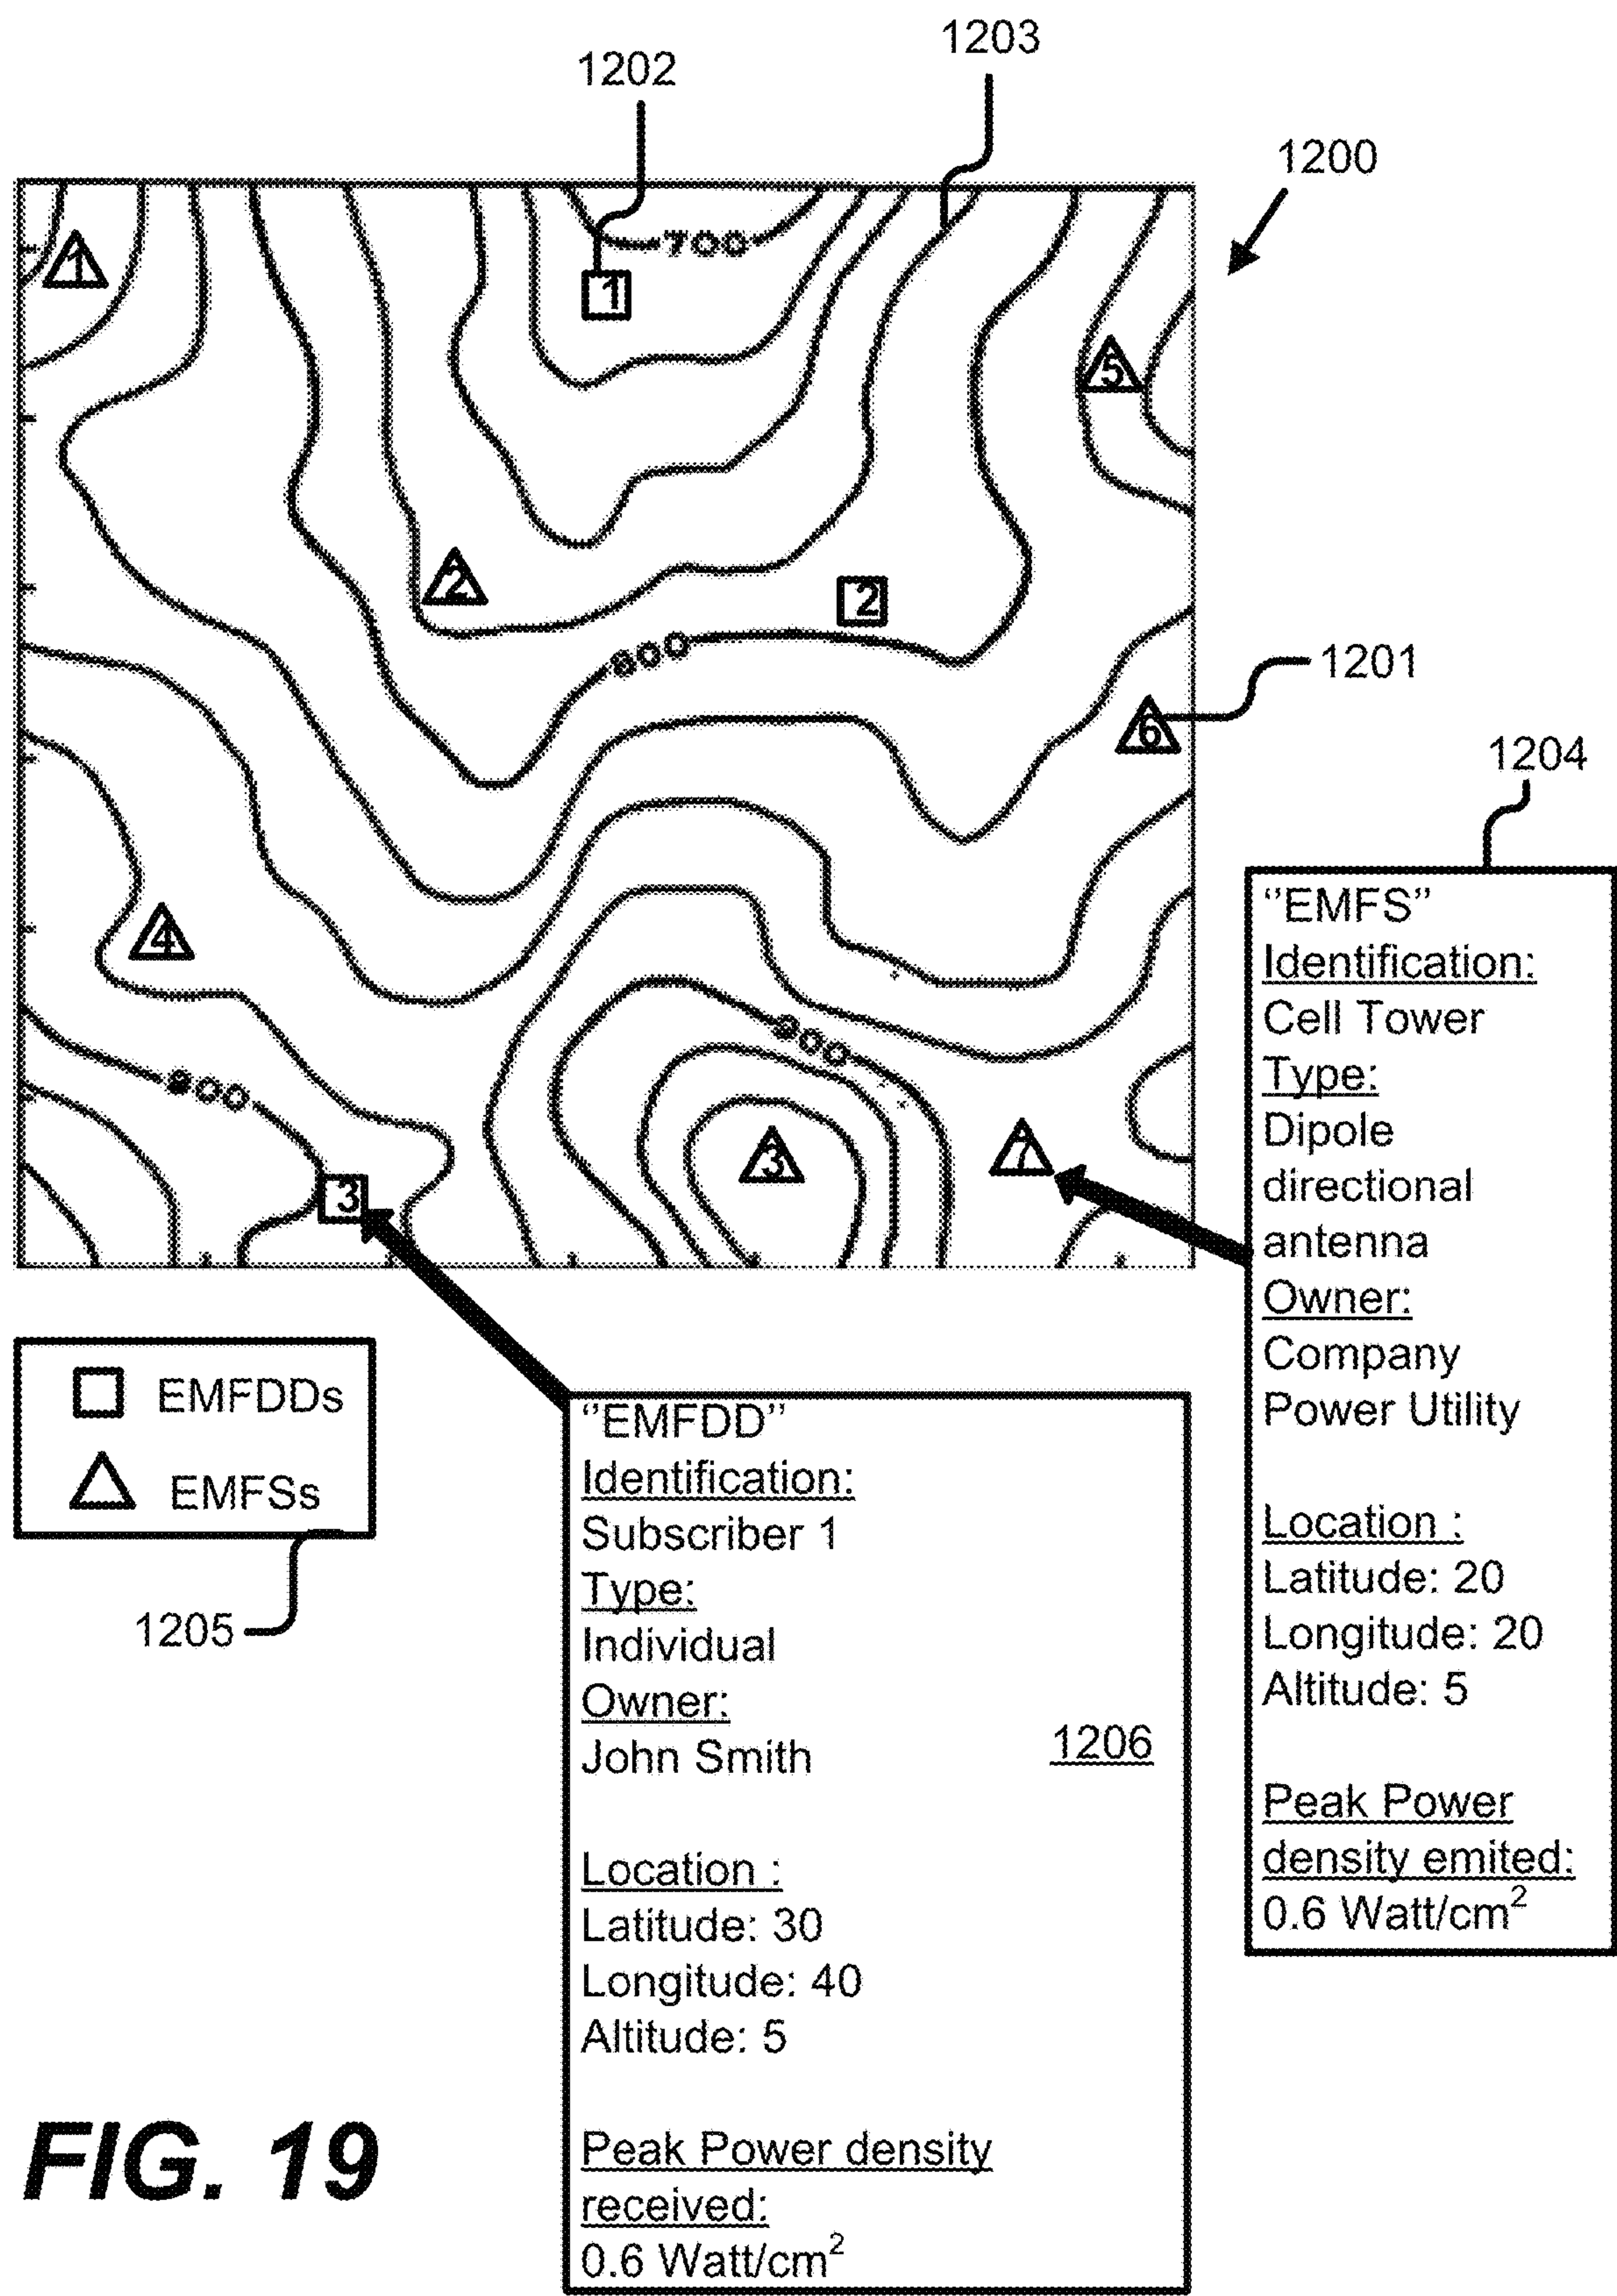 1202
1203
1200
1
700
1
5
2
2
800
1201
6
1204
4
900
900
3
7
3
"EMFS"
Identification:
Cell Tower
Type:
Dipole
directional
antenna
Owner:
Company
Power Utility
Location :
Latitude: 20
Longitude: 20
Altitude: 5
Peak Power
density emited:
0.6 Watt/cm²
EMFDDs
EMFSs
1205
"EMFDD"
Identification:
Subscriber 1
Type:
Individual
Owner:
John Smith
1206
Location :
Latitude: 30
Longitude: 40
Altitude: 5
Peak Power density
received:
0.6 Watt/cm²
FIG. 19